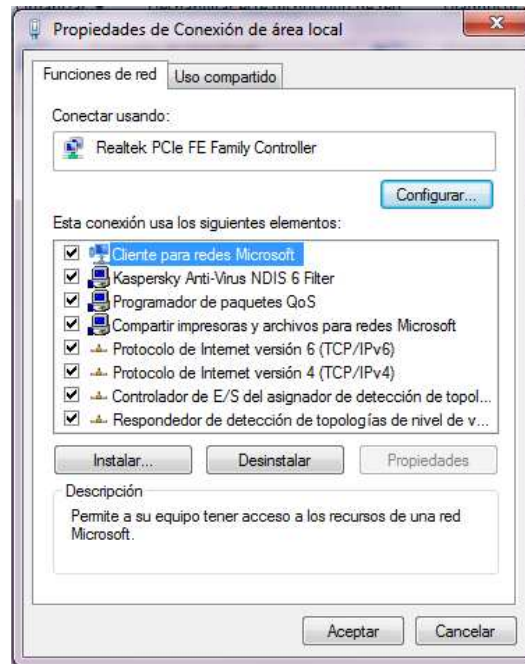 Propiedades de Conexión de área local
Funciones de red
Uso compartido
Conectar usando:
Realtek PCIe FE Family Controller
Configurar...
Esta conexión usa los siguientes elementos:
Cliente para redes Microsoft
Kaspersky Anti-Virus NDIS 6 Filter
Programador de paquetes QoS
Compartir impresoras y archivos para redes Microsoft
Protocolo de Internet versión 6 (TCP/IPv6)
Protocolo de Internet versión 4 (TCP/IPv4)
Controlador de E/S del asignador de detección de topol...
Respondedor de detección de topologías de nivel de v...
Instalar...
Desinstalar
Propiedades
Descripción
Permite a su equipo tener acceso a los recursos de una red
Microsoft.
Aceptar
Cancelar